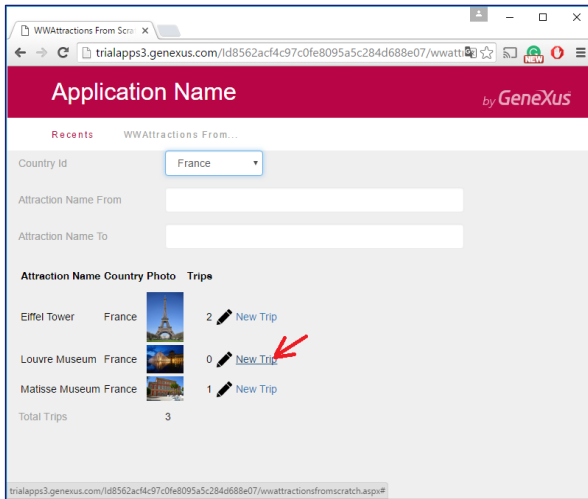 WWAttractions From Scra
trialapps3.genexus.com/Id8562acf4c97c0fe8095a5c284d688e07/wwattr
NEW
Application Name
by GeneXus
Recents WWAttractions From...
Country Id France
Attraction Name From
Attraction Name To
Attraction Name Country Photo Trips
Eiffel Tower France 2 New Trip
Louvre Museum France 0 New Trip
Matisse Museum France 1 New Trip
Total Trips 3
trialapps3.genexus.com/Id8562acf4c97c0fe8095a5c284d688e07/wwattractionsfromscratch.aspx#